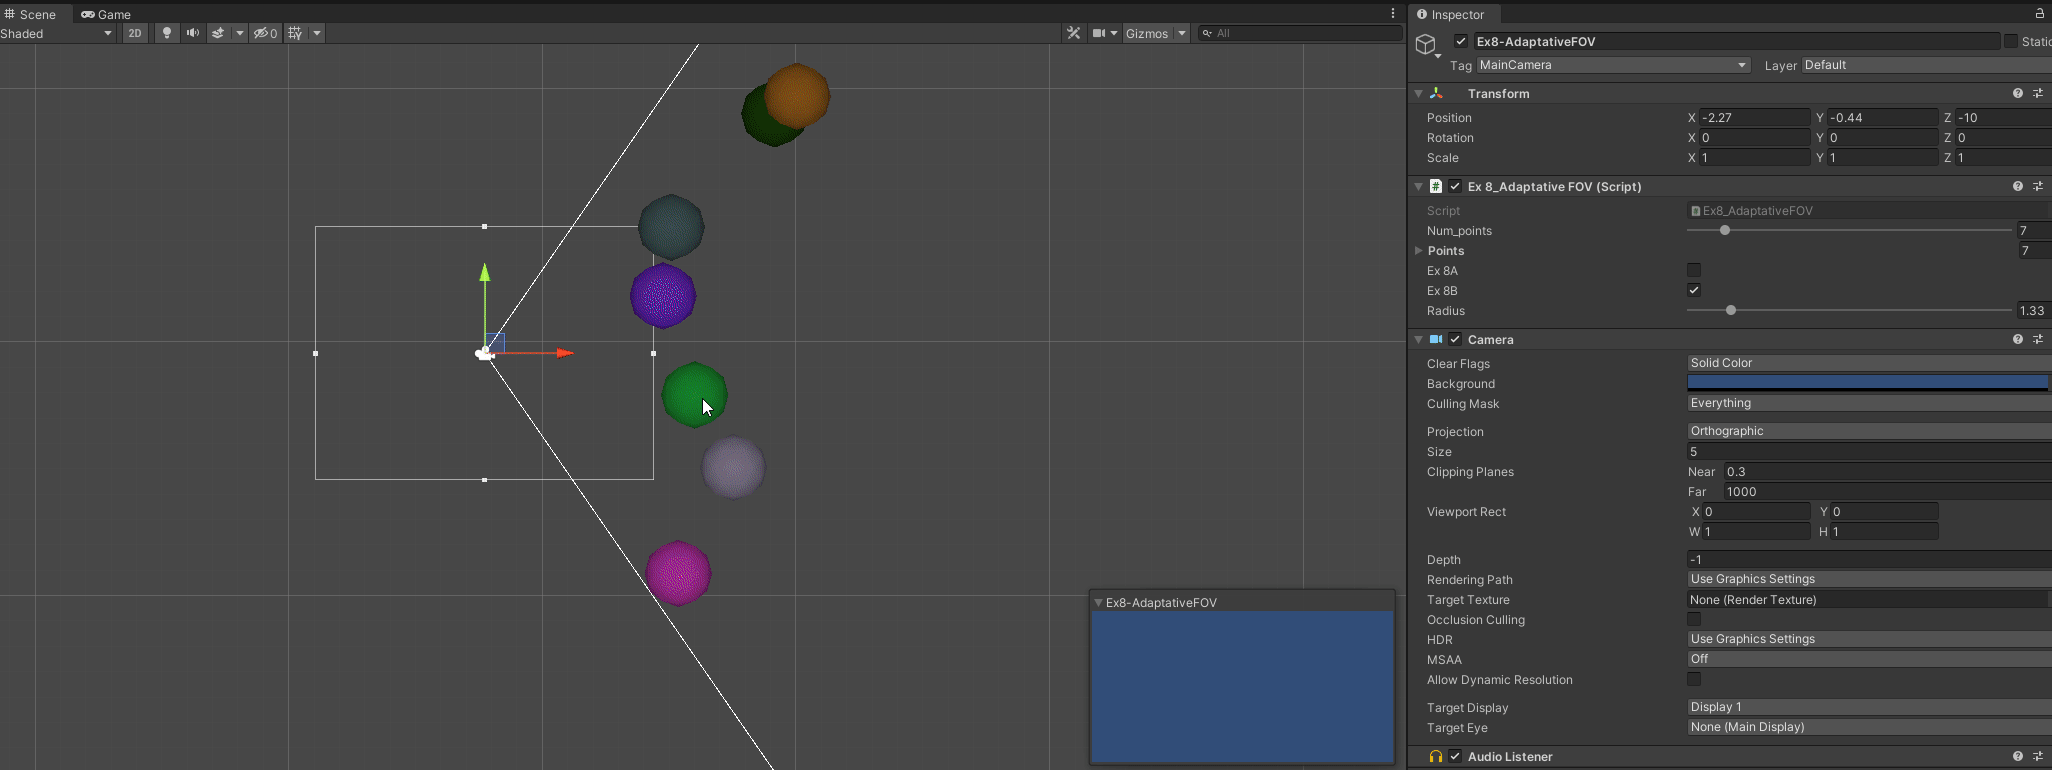 Scene Game
Shaded 2D 0 Gizmos All
Ex8-AdaptativeFOV
Inspector
Ex8-AdaptativeFOV Static
Tag MainCamera Layer Default
Transform
Position X -2.27 Y -0.44 Z -10
Rotation X 0 Y 0 Z 0
Scale X 1 Y 1 Z 1
# Ex 8_Adaptative FOV (Script)
Script # Ex8_AdaptativeFOV
Num_points 7
Points 7
Ex 8A
Ex 8B
Radius 1.33
Camera
Clear Flags Solid Color
Background
Culling Mask Everything
Projection Orthographic
Size 5
Clipping Planes Near 0.3
Far 1000
Viewport Rect X 0 Y 0
W 1 H 1
Depth -1
Rendering Path Use Graphics Settings
Target Texture None (Render Texture)
Occlusion Culling
HDR Use Graphics Settings
MSAA Off
Allow Dynamic Resolution
Target Display Display 1
Target Eye None (Main Display)
Audio Listener